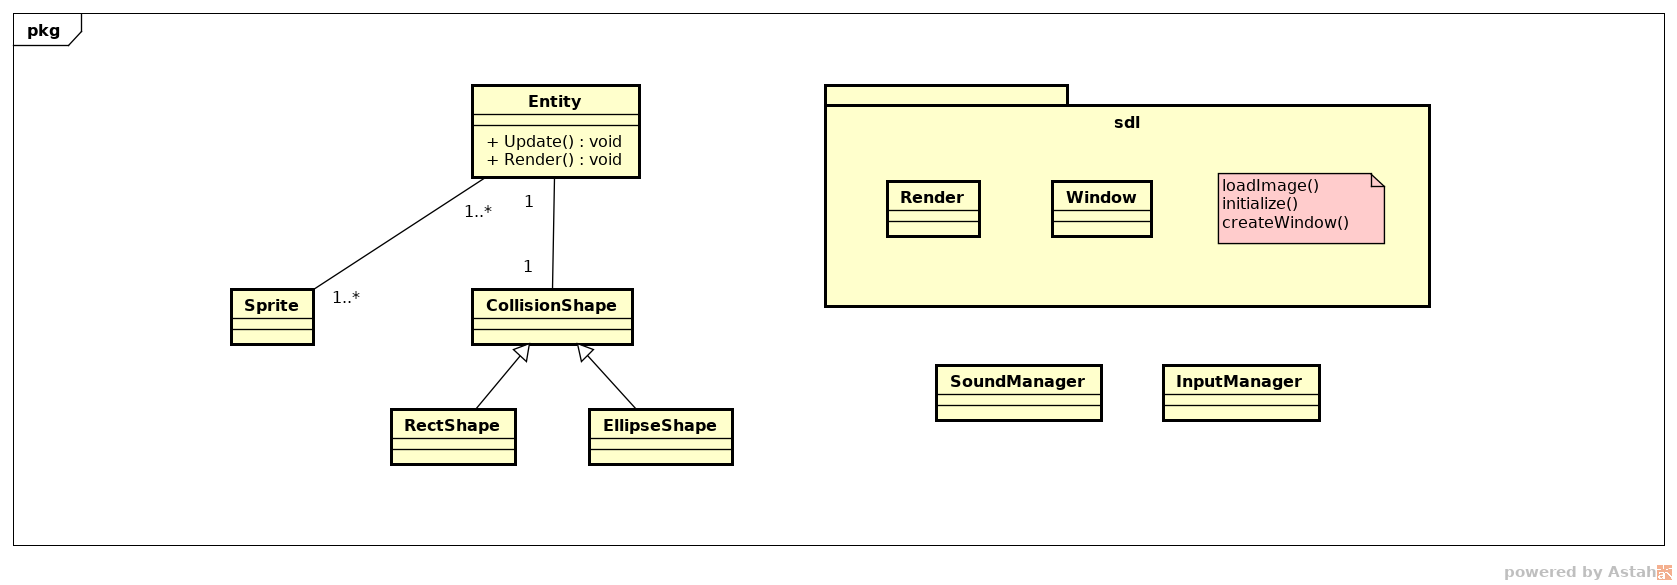 pkg
Entity
+ Update() : void
+ Render() : void
1..*
1
1
1..*
Sprite
CollisionShape
RectShape
EllipseShape
sdl
Render
Window
loadImage()
initialize()
createWindow()
SoundManager
InputManager
powered by Astah